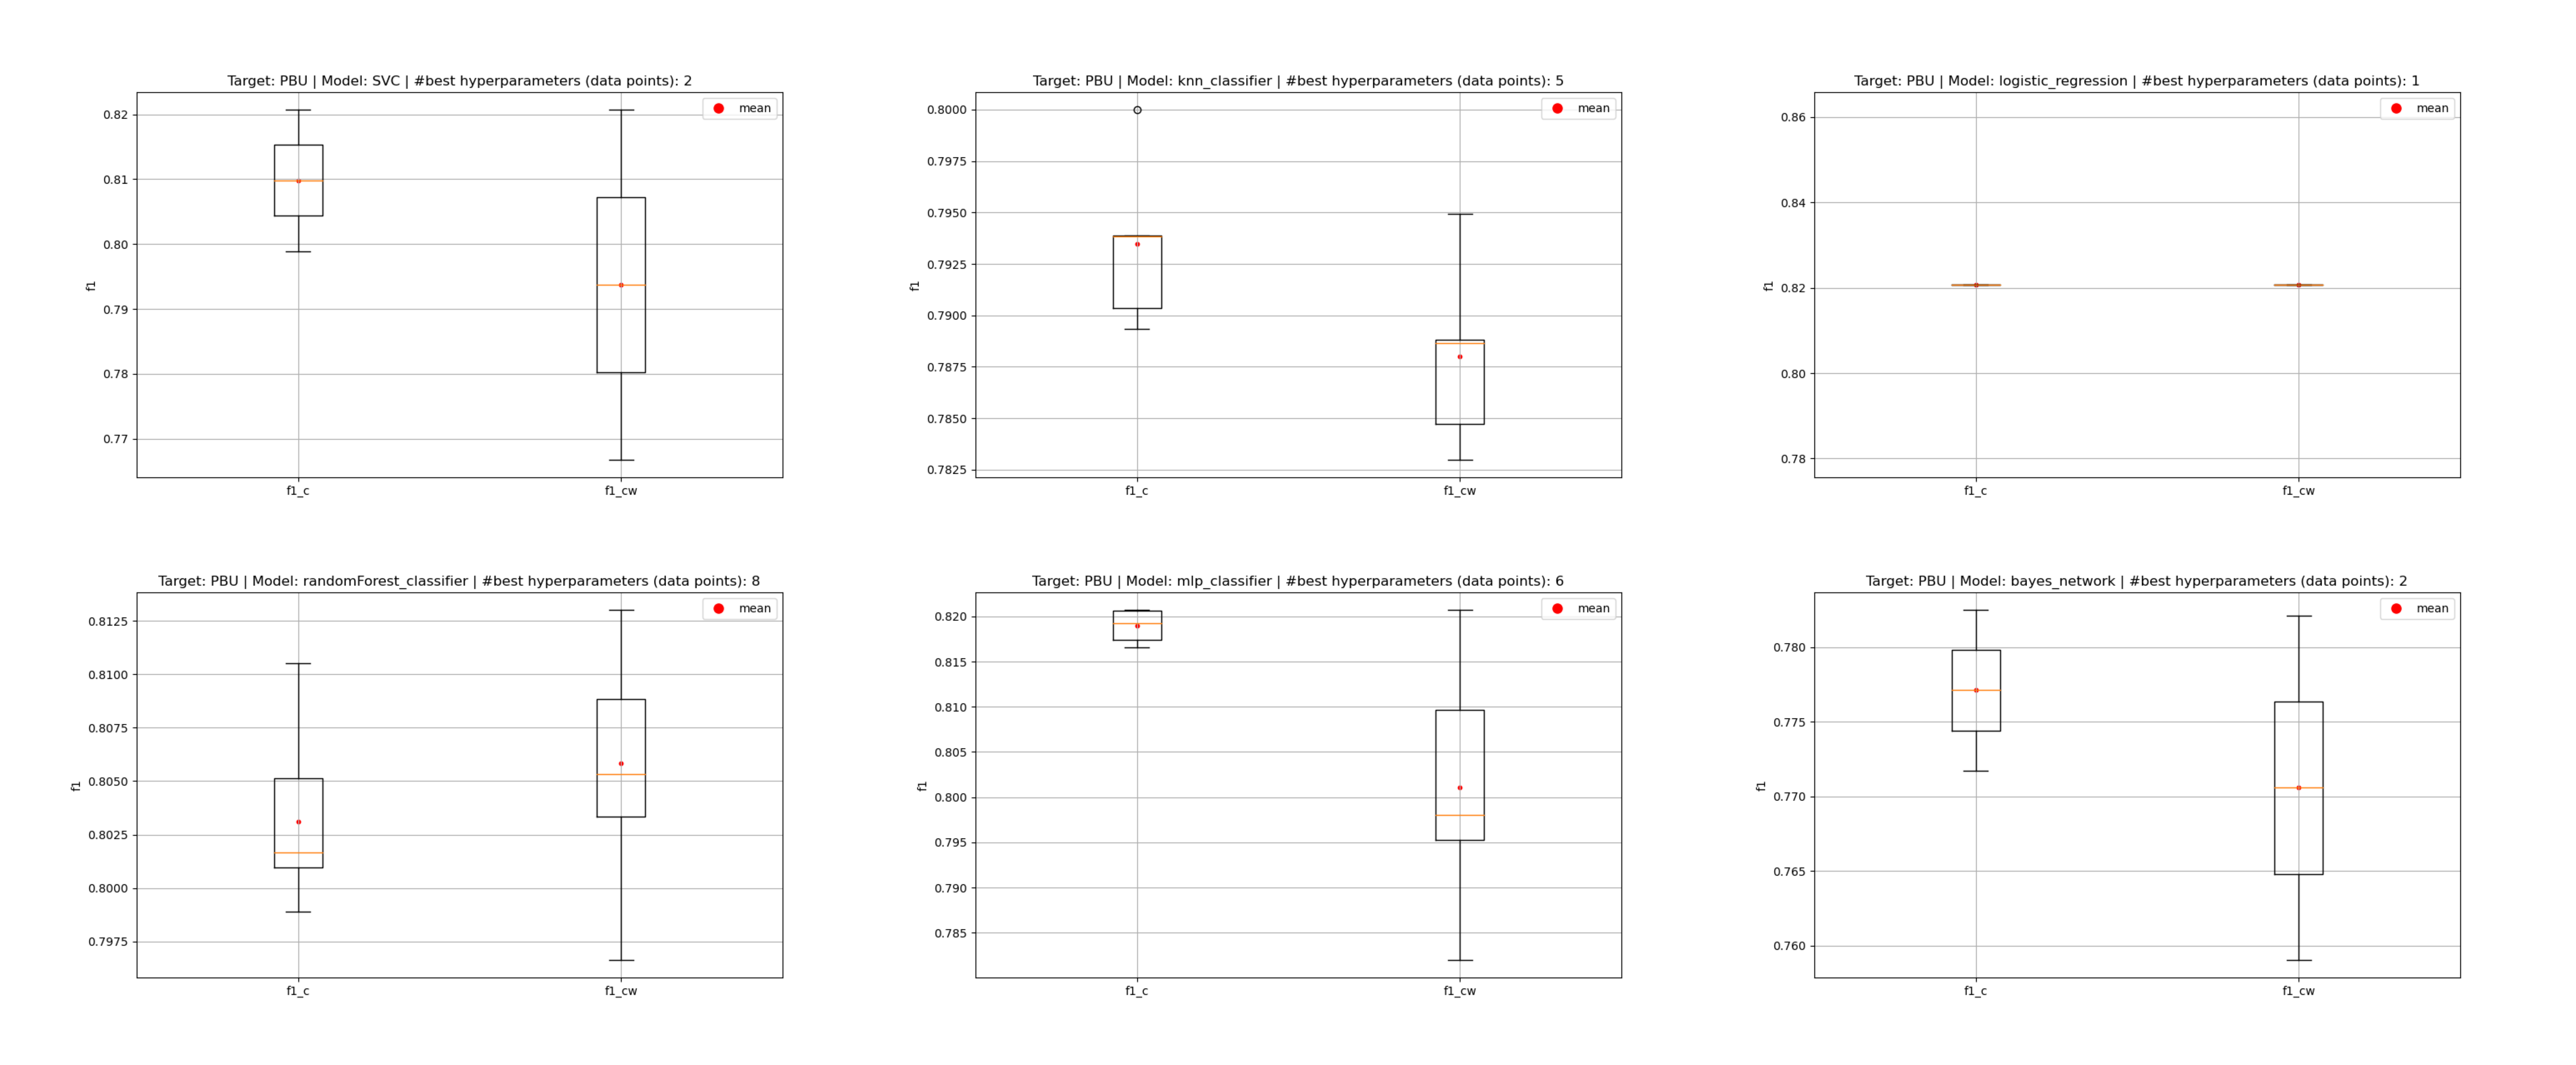 Target: PBU | Model: SVC | #best hyperparameters (data points): 2
mean
0.82
0.81
0.80
0.79
0.78
0.77
f1
f1_c
f1_cw
Target: PBU | Model: knn_classifier | #best hyperparameters (data points): 5
mean
0.8000
0.7975
0.7950
0.7925
0.7900
0.7875
0.7850
0.7825
f1
f1_c
f1_cw
Target: PBU | Model: logistic_regression | #best hyperparameters (data points): 1
mean
0.86
0.84
0.82
0.80
0.78
f1
f1_c
f1_cw
Target: PBU | Model: randomForest_classifier | #best hyperparameters (data points): 8
mean
0.8125
0.8100
0.8075
0.8050
0.8025
0.8000
0.7975
f1
f1_c
f1_cw
Target: PBU | Model: mlp_classifier | #best hyperparameters (data points): 6
mean
0.820
0.815
0.810
0.805
0.800
0.795
0.790
0.785
f1
f1_c
f1_cw
Target: PBU | Model: bayes_network | #best hyperparameters (data points): 2
mean
0.780
0.775
0.770
0.765
0.760
f1
f1_c
f1_cw